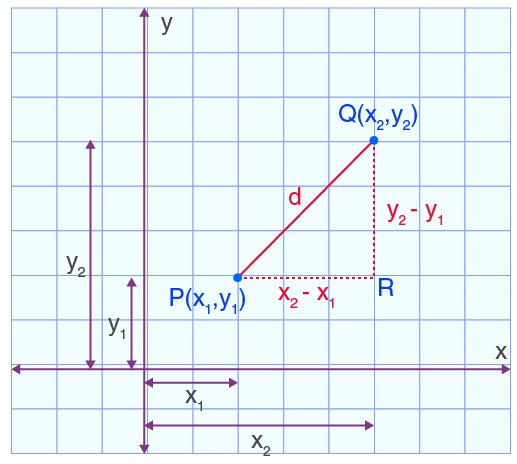 y
Q(x₂,y₂)
d
y₂ - y₁
y₂
P(x₁,y₁)
x₂ - x₁
R
y₁
x
x₁
x₂